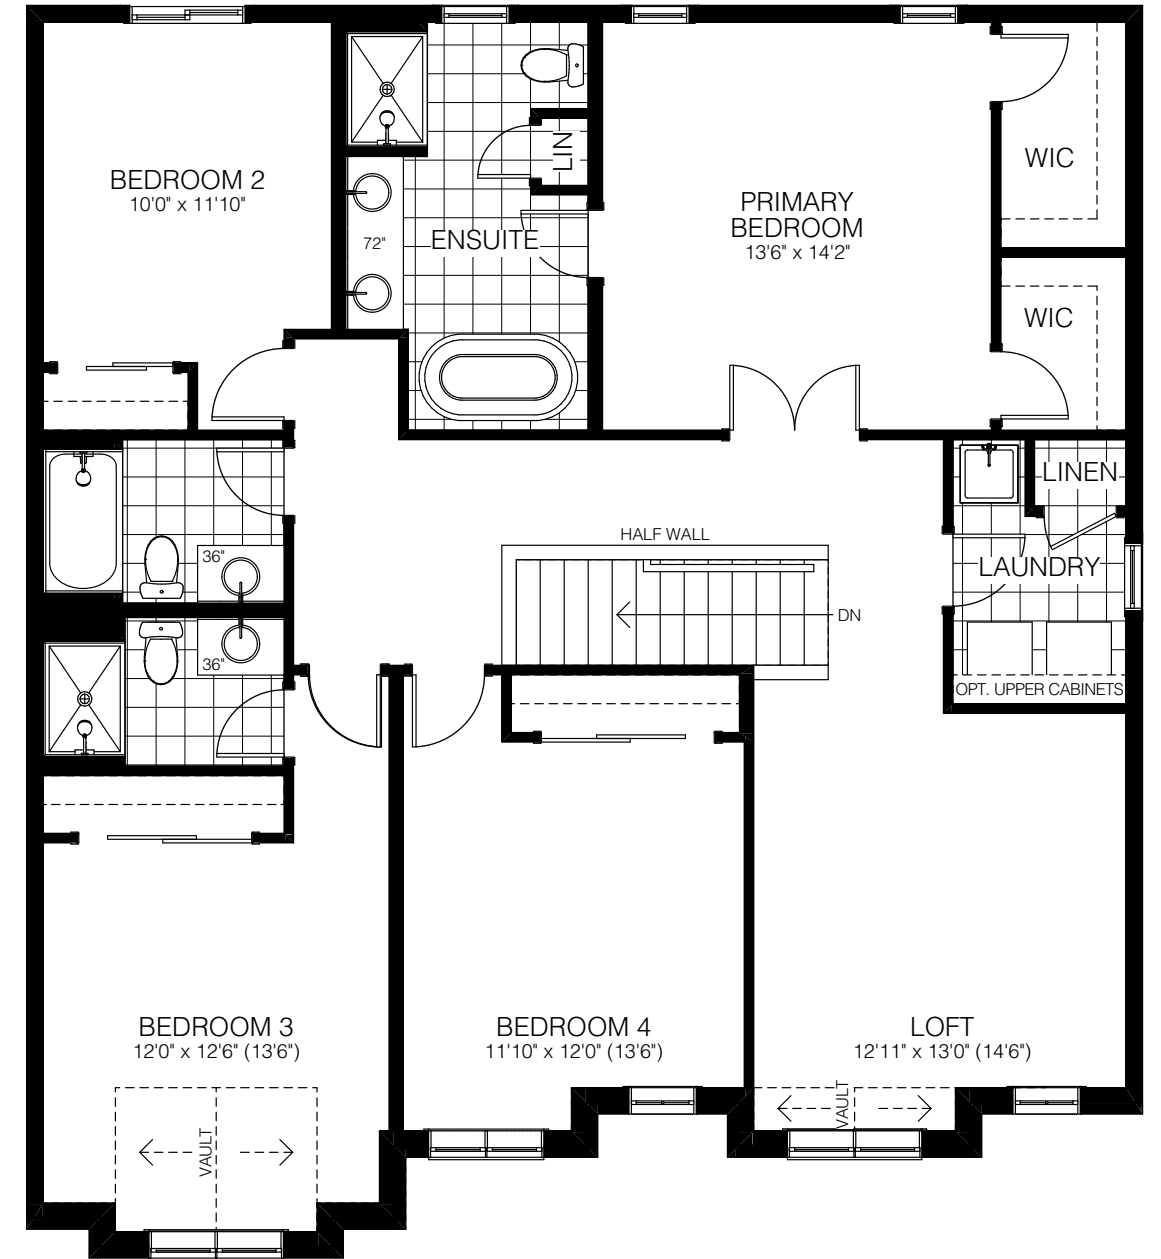 BEDROOM 2
10'0" x 11'10"
LIN
72"
ENSUITE
PRIMARY
BEDROOM
13'6" x 14'2"
WIC
WIC
LINEN
LAUNDRY
OPT. UPPER CABINETS
HALF WALL
DN
36"
36"
BEDROOM 3
12'0" x 12'6" (13'6")
VAULT
BEDROOM 4
11'10" x 12'0" (13'6")
LOFT
12'11" x 13'0" (14'6")
VAULT